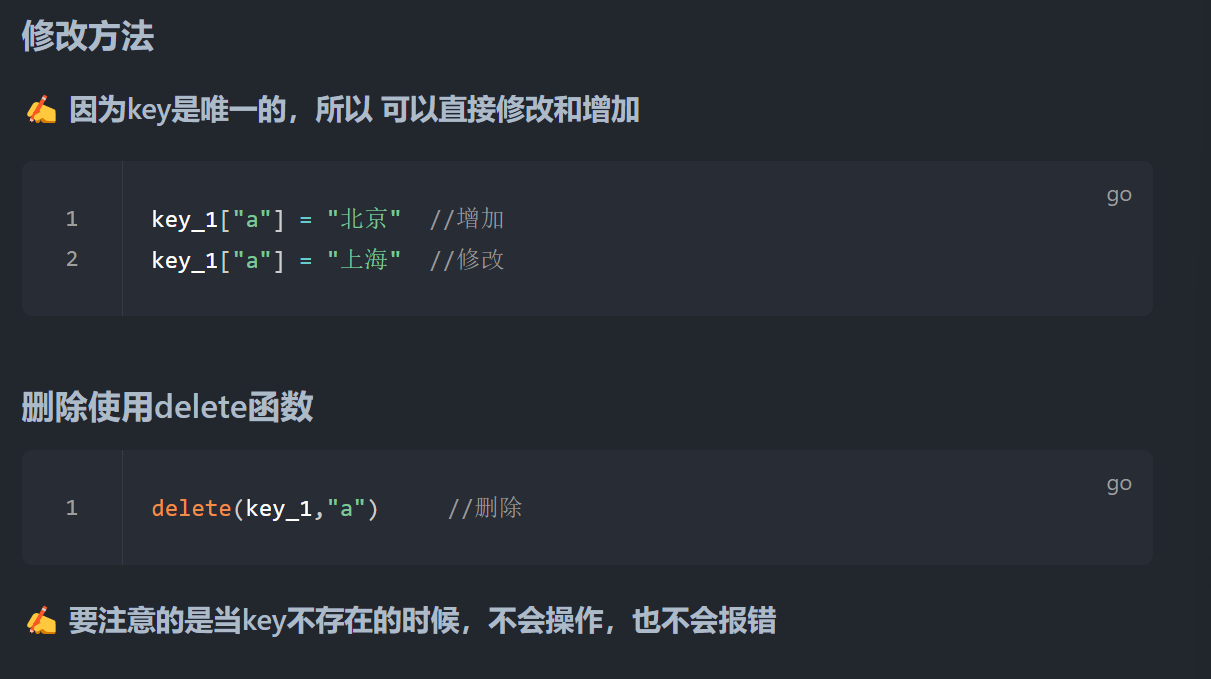 修改方法
✍ 因为key是唯一的，所以 可以直接修改和增加
go
1 key_1["a"] = "北京" //增加
2 key_1["a"] = "上海" //修改
删除使用delete函数
go
1 delete(key_1,"a") //删除
✍ 要注意的是当key不存在的时候，不会操作，也不会报错